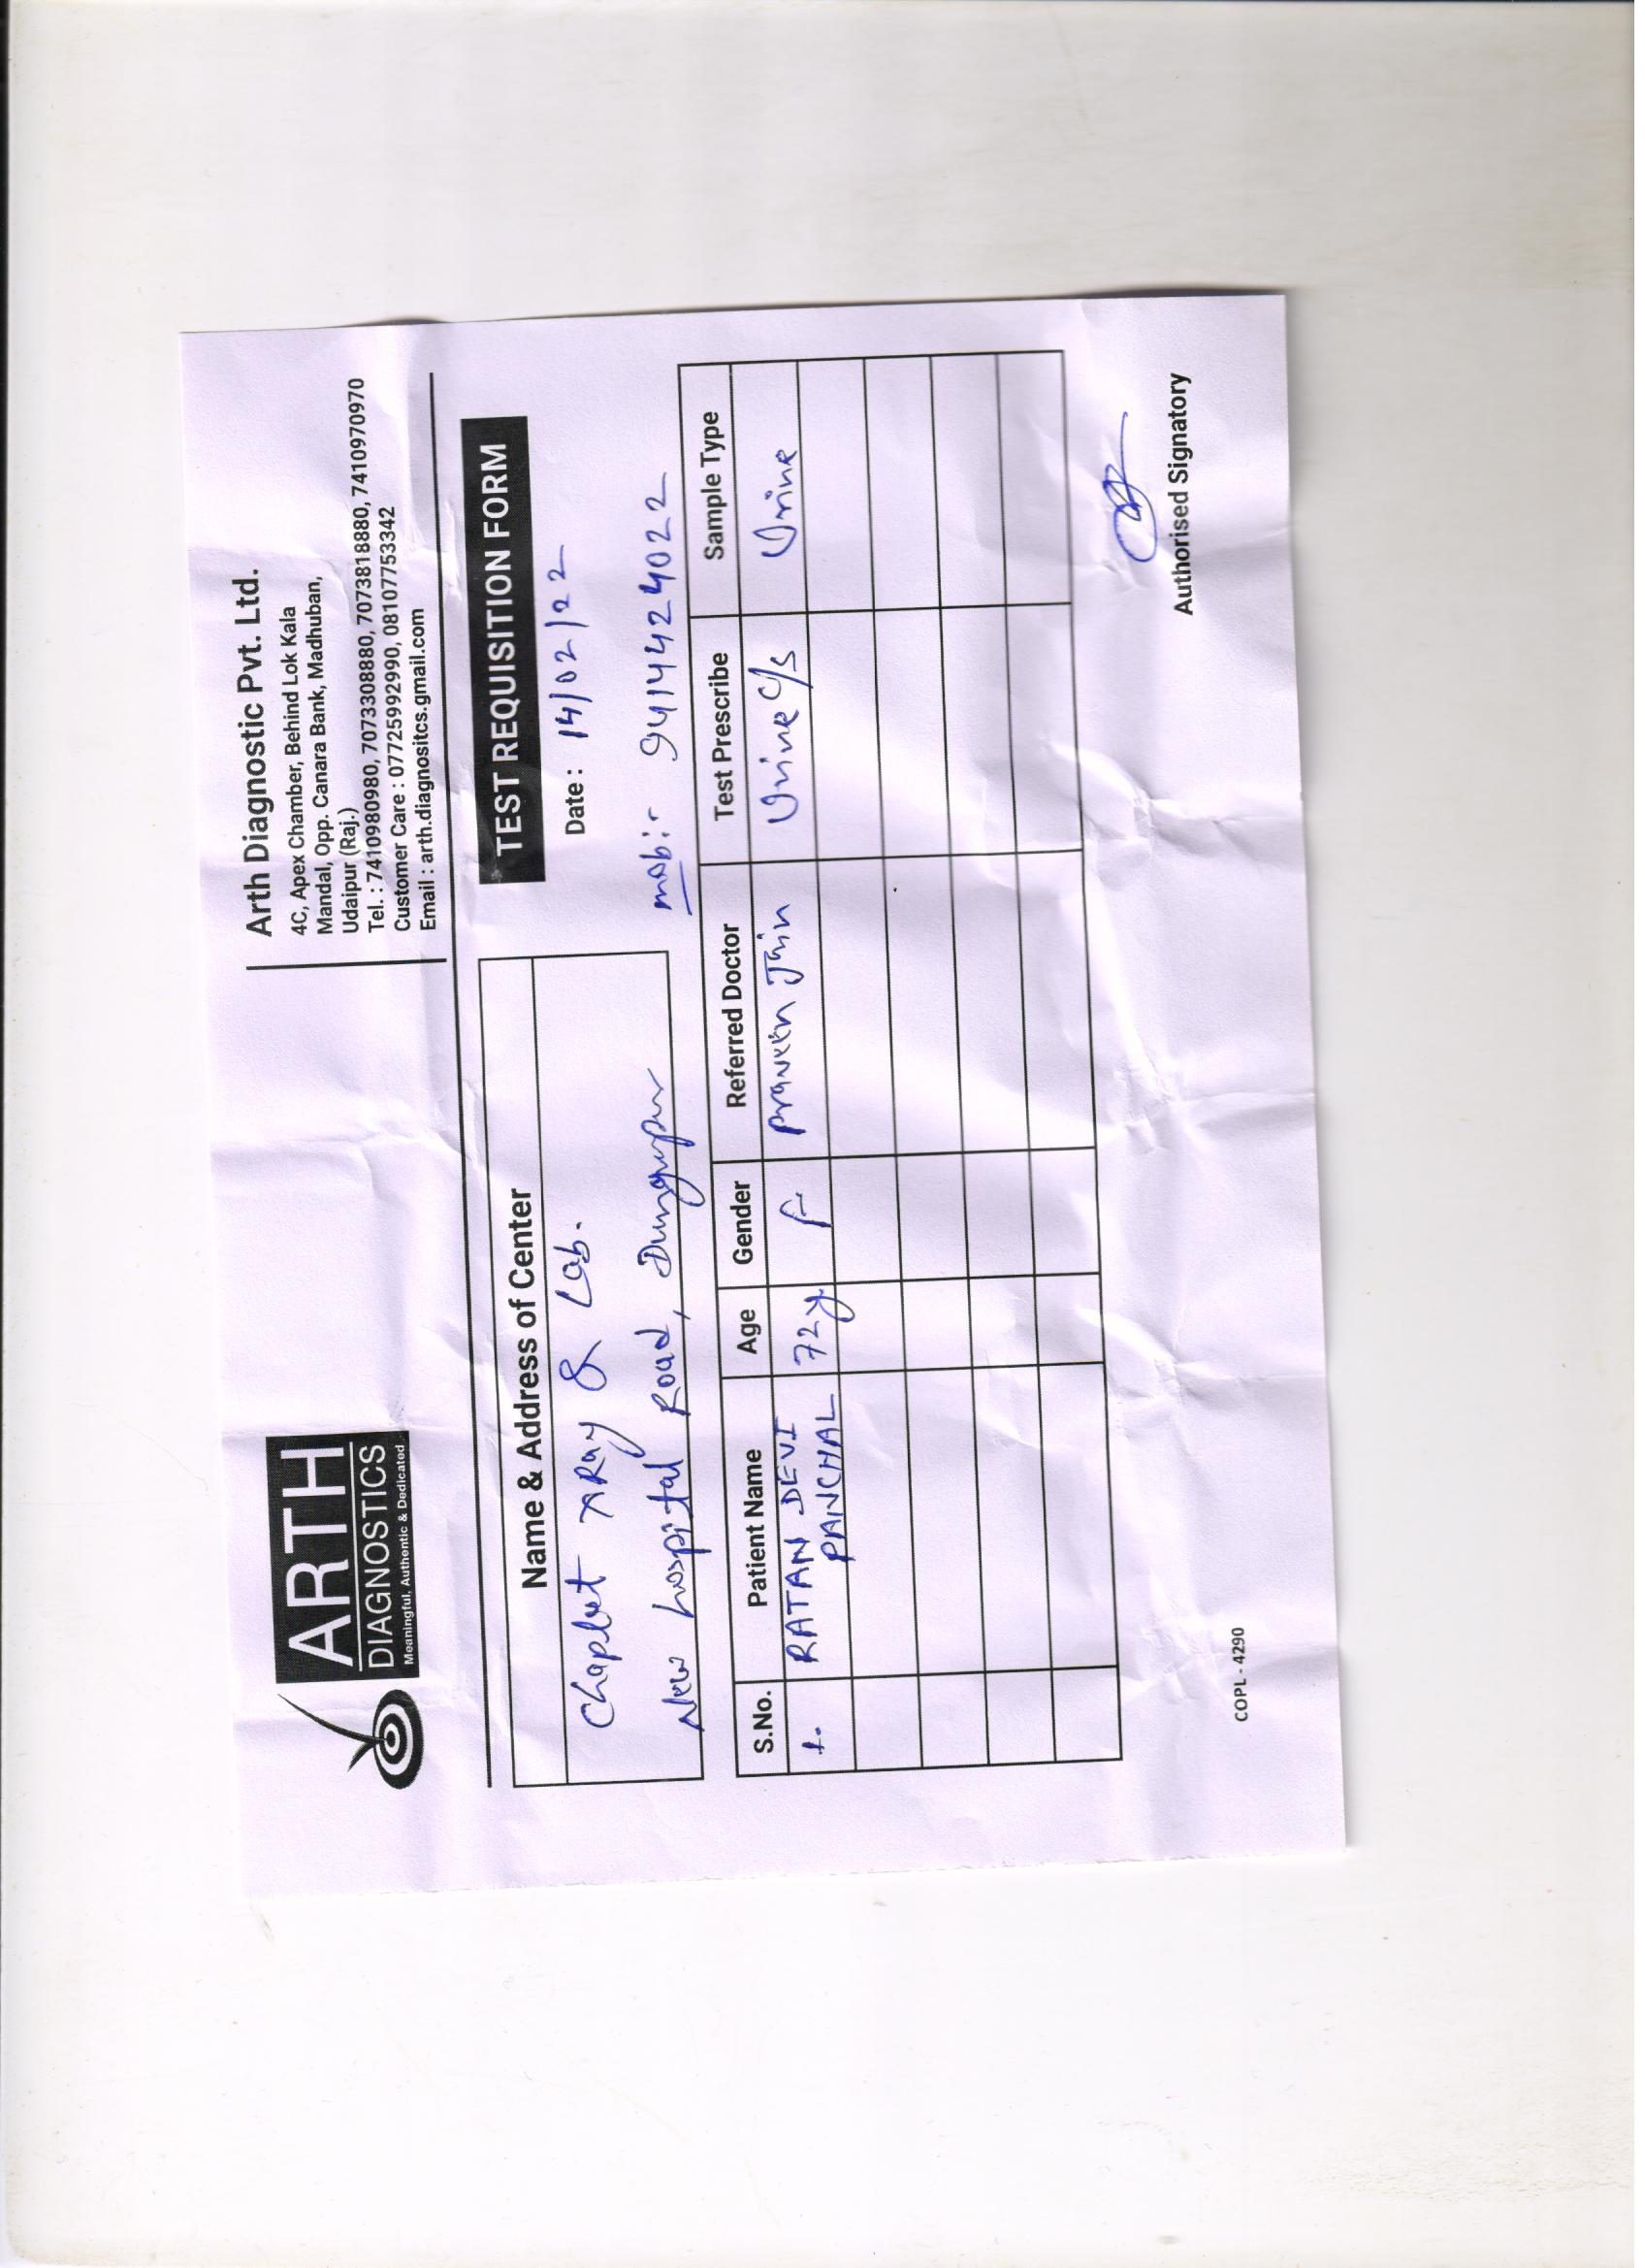 ARTH
DIAGNOSTICS
Meaningful, Authentic & Dedicated
Arth Diagnostic Pvt. Ltd.
4C, Apex Chamber, Behind Lok Kala
Mandal, Opp. Canara Bank, Madhuban,
Udaipur (Raj.)
Tel. : 7410980980, 7073308880, 7073818880, 7410970970
Customer Care : 07725992990, 08107753342
Email : arth.diagnositcs.gmail.com
TEST REQUISITION FORM
Name & Address of Center
Date : 14/02/22
Chaplet XRay & Lab.
New hospital Road, Dungarpur
mob:- 9414424022
S.No. Patient Name Age Gender Referred Doctor Test Prescribe Sample Type
1. RATAN DEVI 72y F Praveen Jain Urine C/s Urine
PANCHAL
Authorised Signatory
COPL - 4290